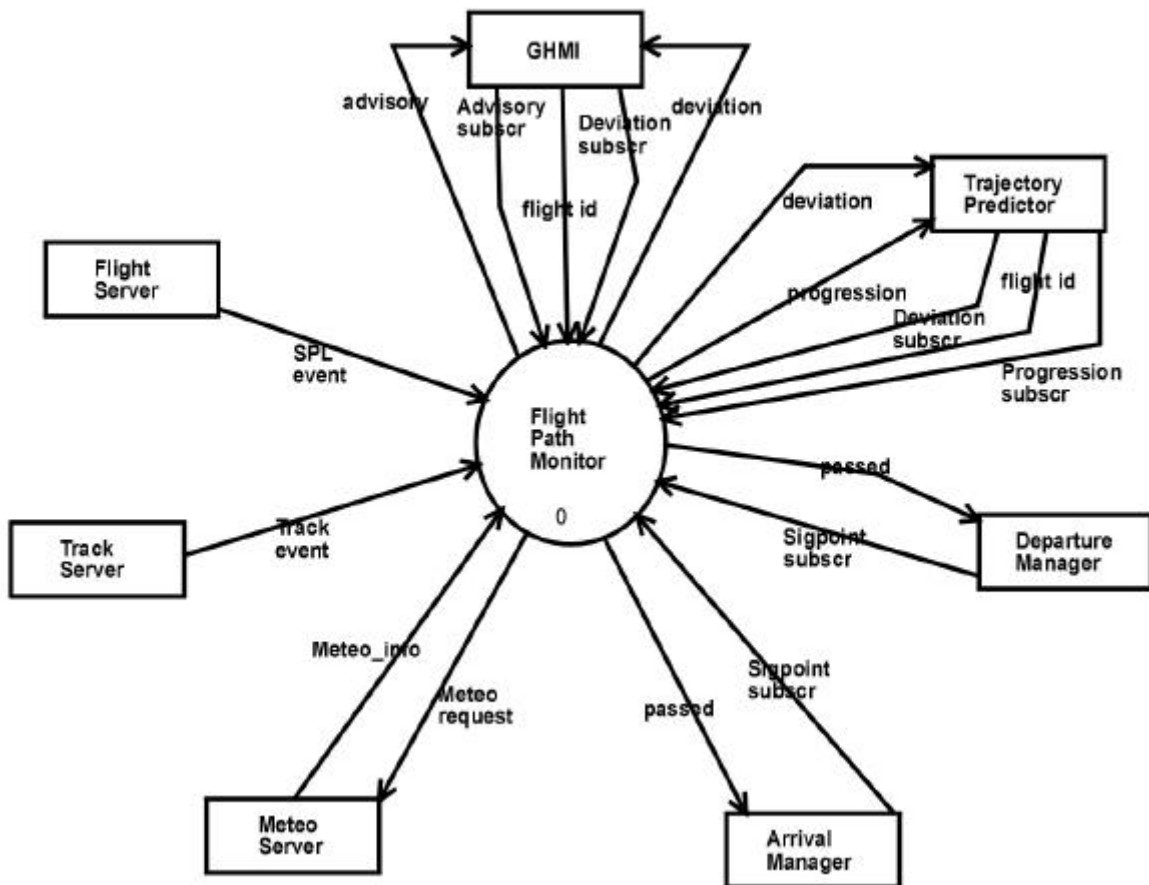 GHMI
advisory
Advisory
subscr
flight id
Deviation
subscr
deviation
Trajectory
Predictor
deviation
progression
Deviation
subscr
flight id
Progression
subscr
Flight
Server
SPL
event
Flight
Path
Monitor
0
passed
Sigpoint
subscr
Departure
Manager
Track
Server
Track
event
Meteo_info
Meteo
request
passed
Sigpoint
subscr
Meteo
Server
Arrival
Manager